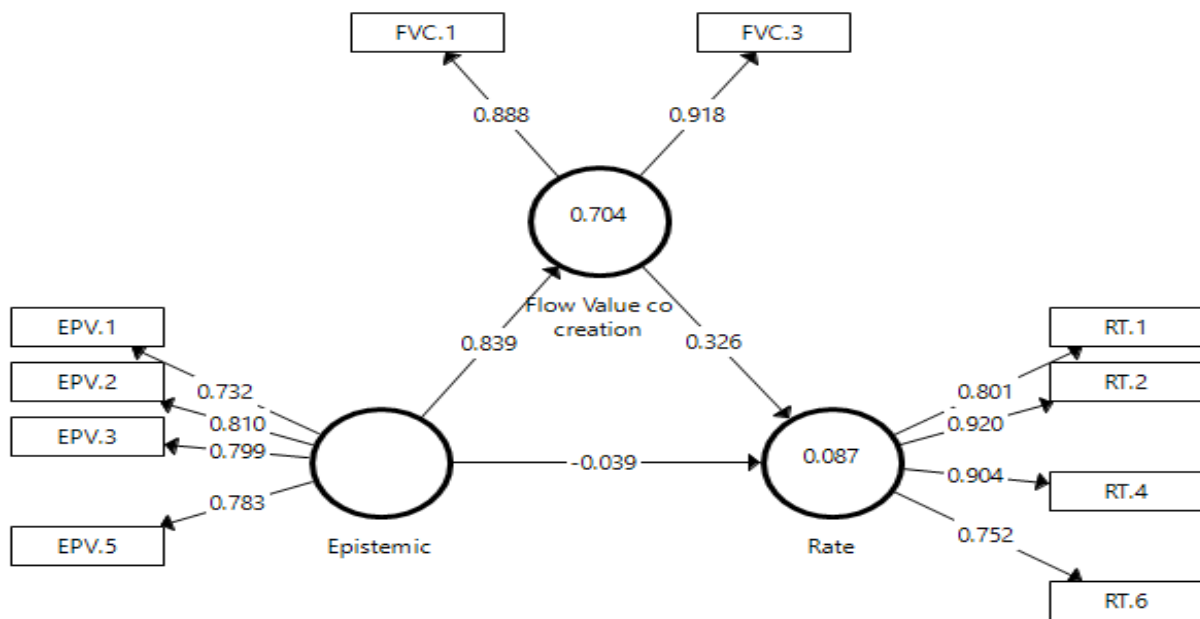 FVC.1
FVC.3
0.888
0.918
0.704
Flow Value co
creation
0.839
0.326
EPV.1
EPV.2
EPV.3
EPV.5
0.732
0.810
0.799
0.783
Epistemic
-0.039
0.087
Rate
0.801
0.920
0.904
0.752
RT.1
RT.2
RT.4
RT.6